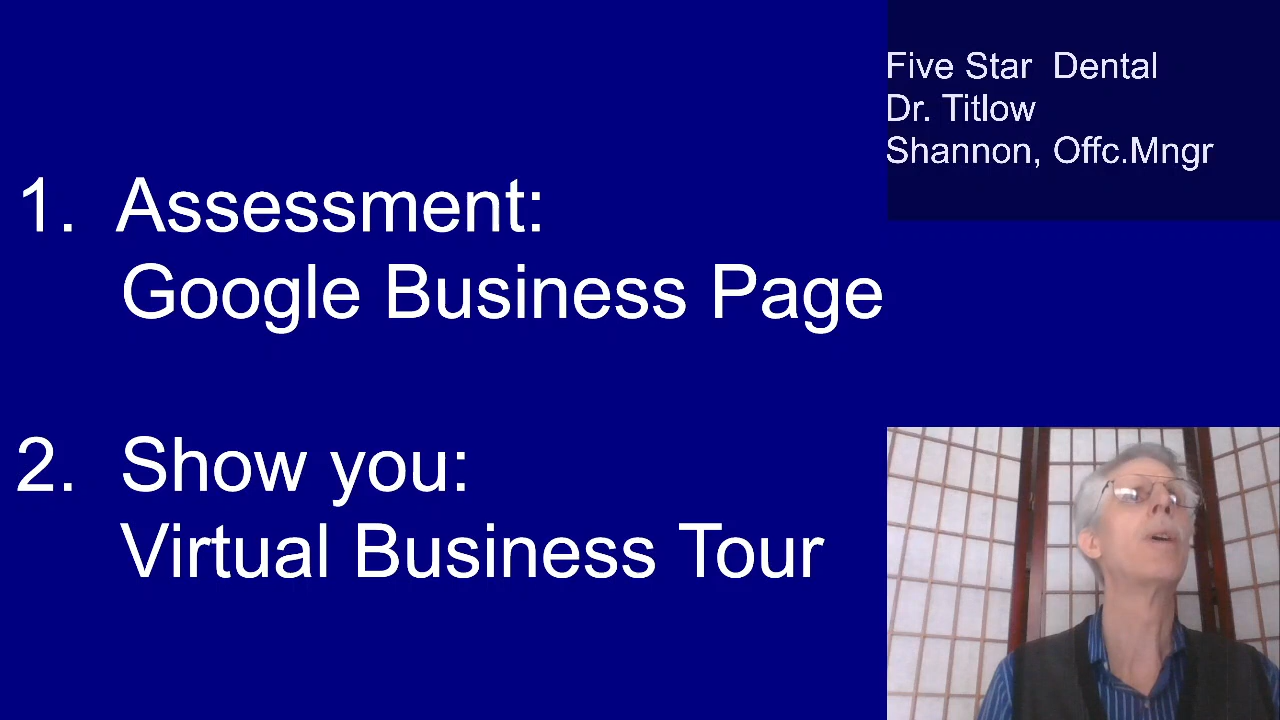 Five Star  Dental
Dr. Titlow
Shannon, Offc.Mngr
1.  Assessment:
Google Business Page
2.  Show you:
Virtual Business Tour